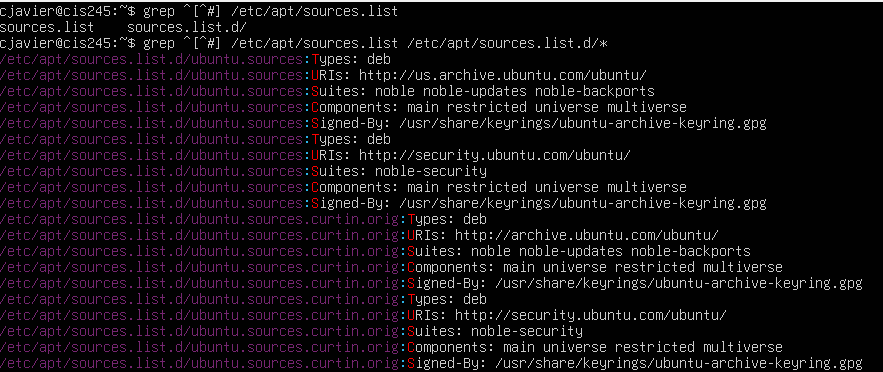 cjavier@cis245:~$ grep ^[^#] /etc/apt/sources.list
sources.list    sources.list.d/
cjavier@cis245:~$ grep ^[^#] /etc/apt/sources.list /etc/apt/sources.list.d/*
/etc/apt/sources.list.d/ubuntu.sources:Types: deb
/etc/apt/sources.list.d/ubuntu.sources:URIs: http://us.archive.ubuntu.com/ubuntu/
/etc/apt/sources.list.d/ubuntu.sources:Suites: noble noble-updates noble-backports
/etc/apt/sources.list.d/ubuntu.sources:Components: main restricted universe multiverse
/etc/apt/sources.list.d/ubuntu.sources:Signed-By: /usr/share/keyrings/ubuntu-archive-keyring.gpg
/etc/apt/sources.list.d/ubuntu.sources:Types: deb
/etc/apt/sources.list.d/ubuntu.sources:URIs: http://security.ubuntu.com/ubuntu/
/etc/apt/sources.list.d/ubuntu.sources:Suites: noble-security
/etc/apt/sources.list.d/ubuntu.sources:Components: main restricted universe multiverse
/etc/apt/sources.list.d/ubuntu.sources:Signed-By: /usr/share/keyrings/ubuntu-archive-keyring.gpg
/etc/apt/sources.list.d/ubuntu.sources.curtin.orig:Types: deb
/etc/apt/sources.list.d/ubuntu.sources.curtin.orig:URIs: http://archive.ubuntu.com/ubuntu/
/etc/apt/sources.list.d/ubuntu.sources.curtin.orig:Suites: noble noble-updates noble-backports
/etc/apt/sources.list.d/ubuntu.sources.curtin.orig:Components: main universe restricted multiverse
/etc/apt/sources.list.d/ubuntu.sources.curtin.orig:Signed-By: /usr/share/keyrings/ubuntu-archive-keyring.gpg
/etc/apt/sources.list.d/ubuntu.sources.curtin.orig:Types: deb
/etc/apt/sources.list.d/ubuntu.sources.curtin.orig:URIs: http://security.ubuntu.com/ubuntu/
/etc/apt/sources.list.d/ubuntu.sources.curtin.orig:Suites: noble-security
/etc/apt/sources.list.d/ubuntu.sources.curtin.orig:Components: main universe restricted multiverse
/etc/apt/sources.list.d/ubuntu.sources.curtin.orig:Signed-By: /usr/share/keyrings/ubuntu-archive-keyring.gpg